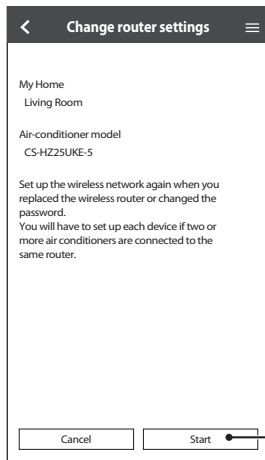 Change router settings
My Home
Living Room
Air-conditioner model
CS-HZ25UKE-5
Set up the wireless network again when you
replaced the wireless router or changed the
password.
You will have to set up each device if two or
more air conditioners are connected to the
same router.
Cancel
Start